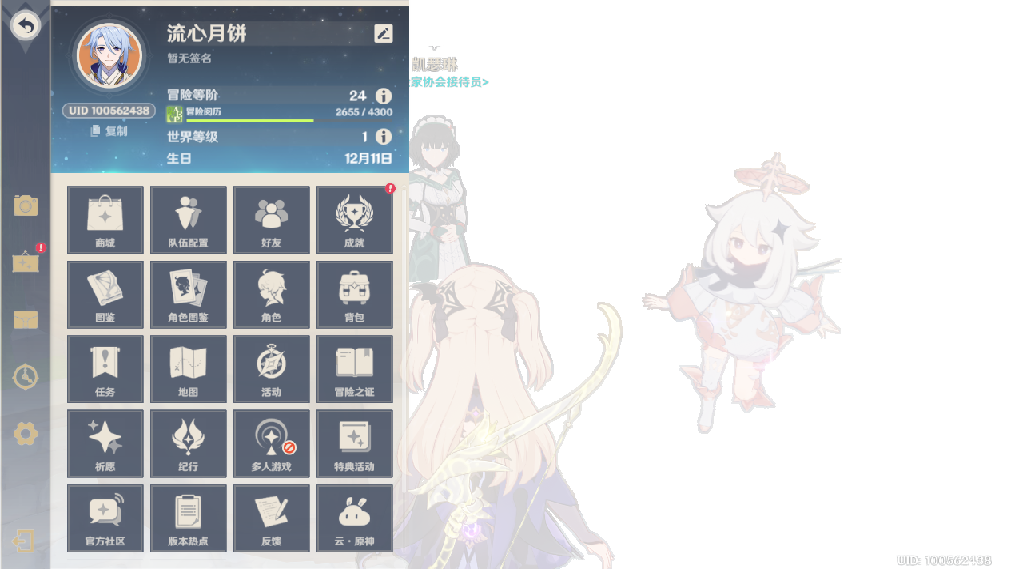 流心月饼
暂无签名
UID 100562438
复制
冒险等阶 24
冒险阅历 2655 / 4300
世界等级 1
生日 12月11日
商城 队伍配置 好友 成就
图鉴 角色图鉴 角色 背包
任务 地图 活动 冒险之证
祈愿 纪行 多人游戏 特典活动
官方社区 版本热点 反馈 云·原神
凯瑟琳
家协会接待员>
UID: 100562438